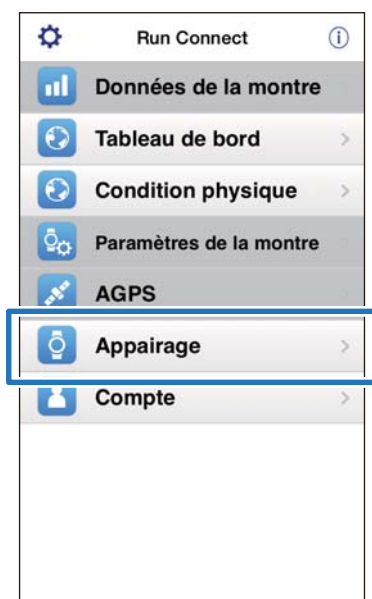 Run Connect
Données de la montre
Tableau de bord
Condition physique
Paramètres de la montre
AGPS
Appairage
Compte